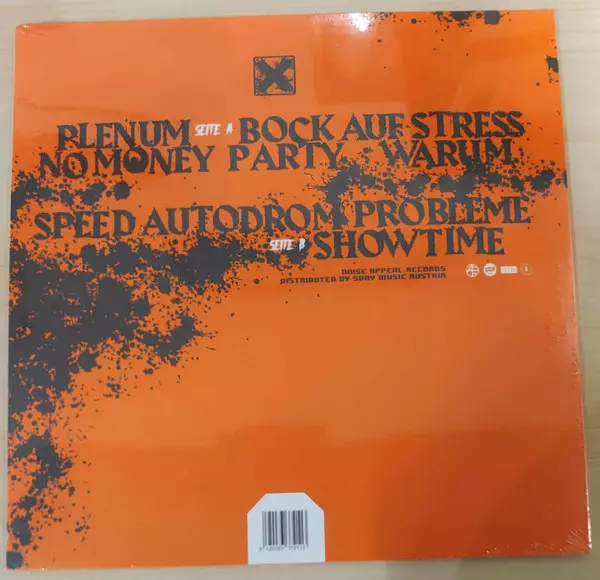 X
PLENUM SEITE A BOCK AUF STRESS
NO MONEY PARTY - WARUM
SPEED AUTODROM PROBLEME
SEITE B SHOWTIME
NOISE APPEAL RECORDS
DISTRIBUTED BY SONY MUSIC AUSTRIA